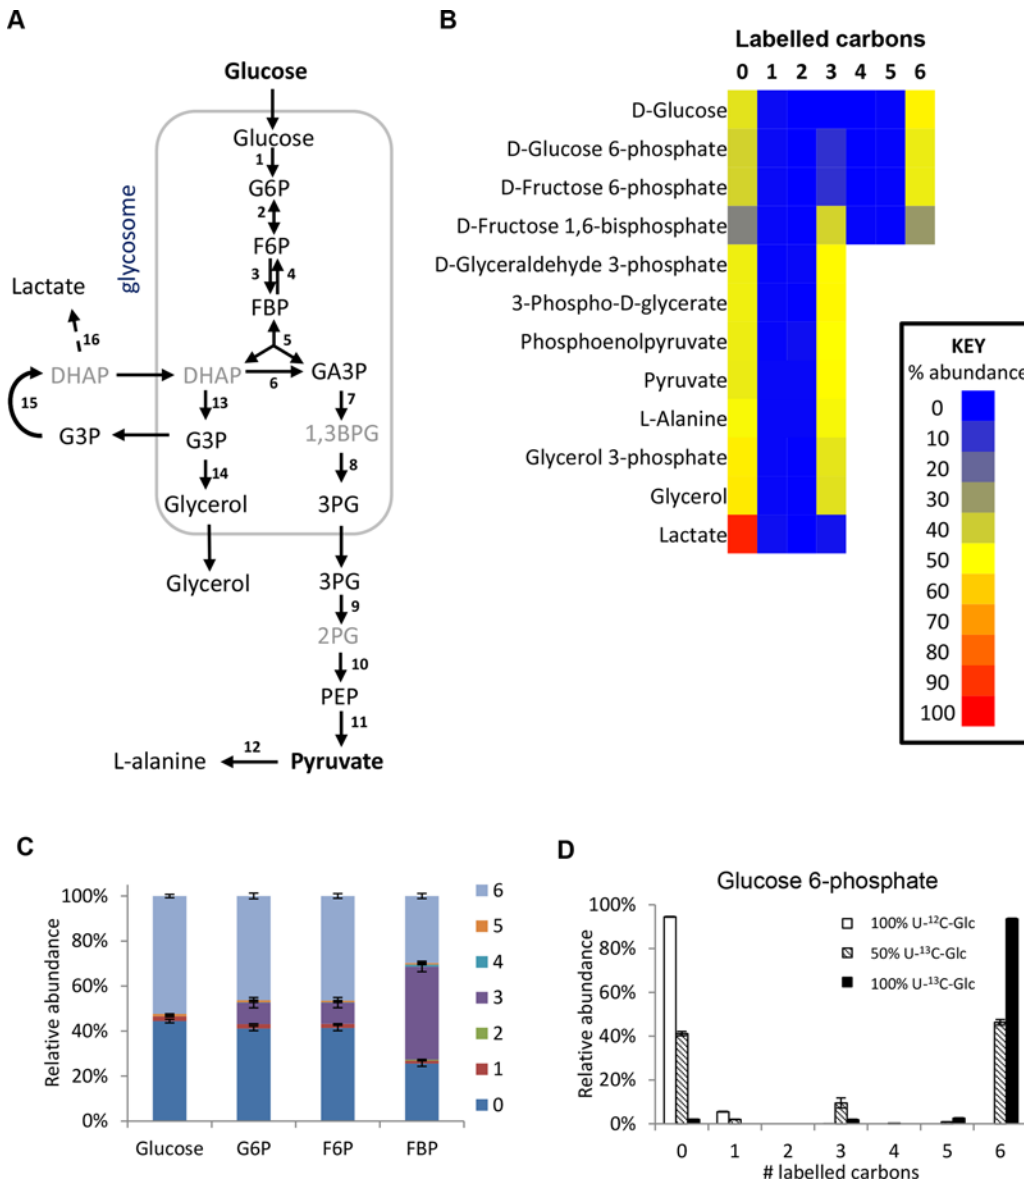 A
Glucose
glycosome
Glucose
1
G6P
2
F6P
3
4
FBP
5
Lactate
16
DHAP
DHAP
6
GA3P
15
13
7
G3P
G3P
1,3BPG
14
8
Glycerol
3PG
Glycerol
3PG
9
2PG
10
PEP
11
L-alanine
12
Pyruvate
B
Labelled carbons
0 1 2 3 4 5 6
D-Glucose
D-Glucose 6-phosphate
D-Fructose 6-phosphate
D-Fructose 1,6-bisphosphate
D-Glyceraldehyde 3-phosphate
3-Phospho-D-glycerate
Phosphoenolpyruvate
Pyruvate
L-Alanine
Glycerol 3-phosphate
Glycerol
Lactate
KEY
% abundance
0
10
20
30
40
50
60
70
80
90
100
C
Relative abundance
100%
80%
60%
40%
20%
0%
Glucose G6P F6P FBP
6
5
4
3
2
1
0
D
Glucose 6-phosphate
Relative abundance
100%
80%
60%
40%
20%
0%
100% U-¹²C-Glc
50% U-¹³C-Glc
100% U-¹³C-Glc
0 1 2 3 4 5 6
# labelled carbons